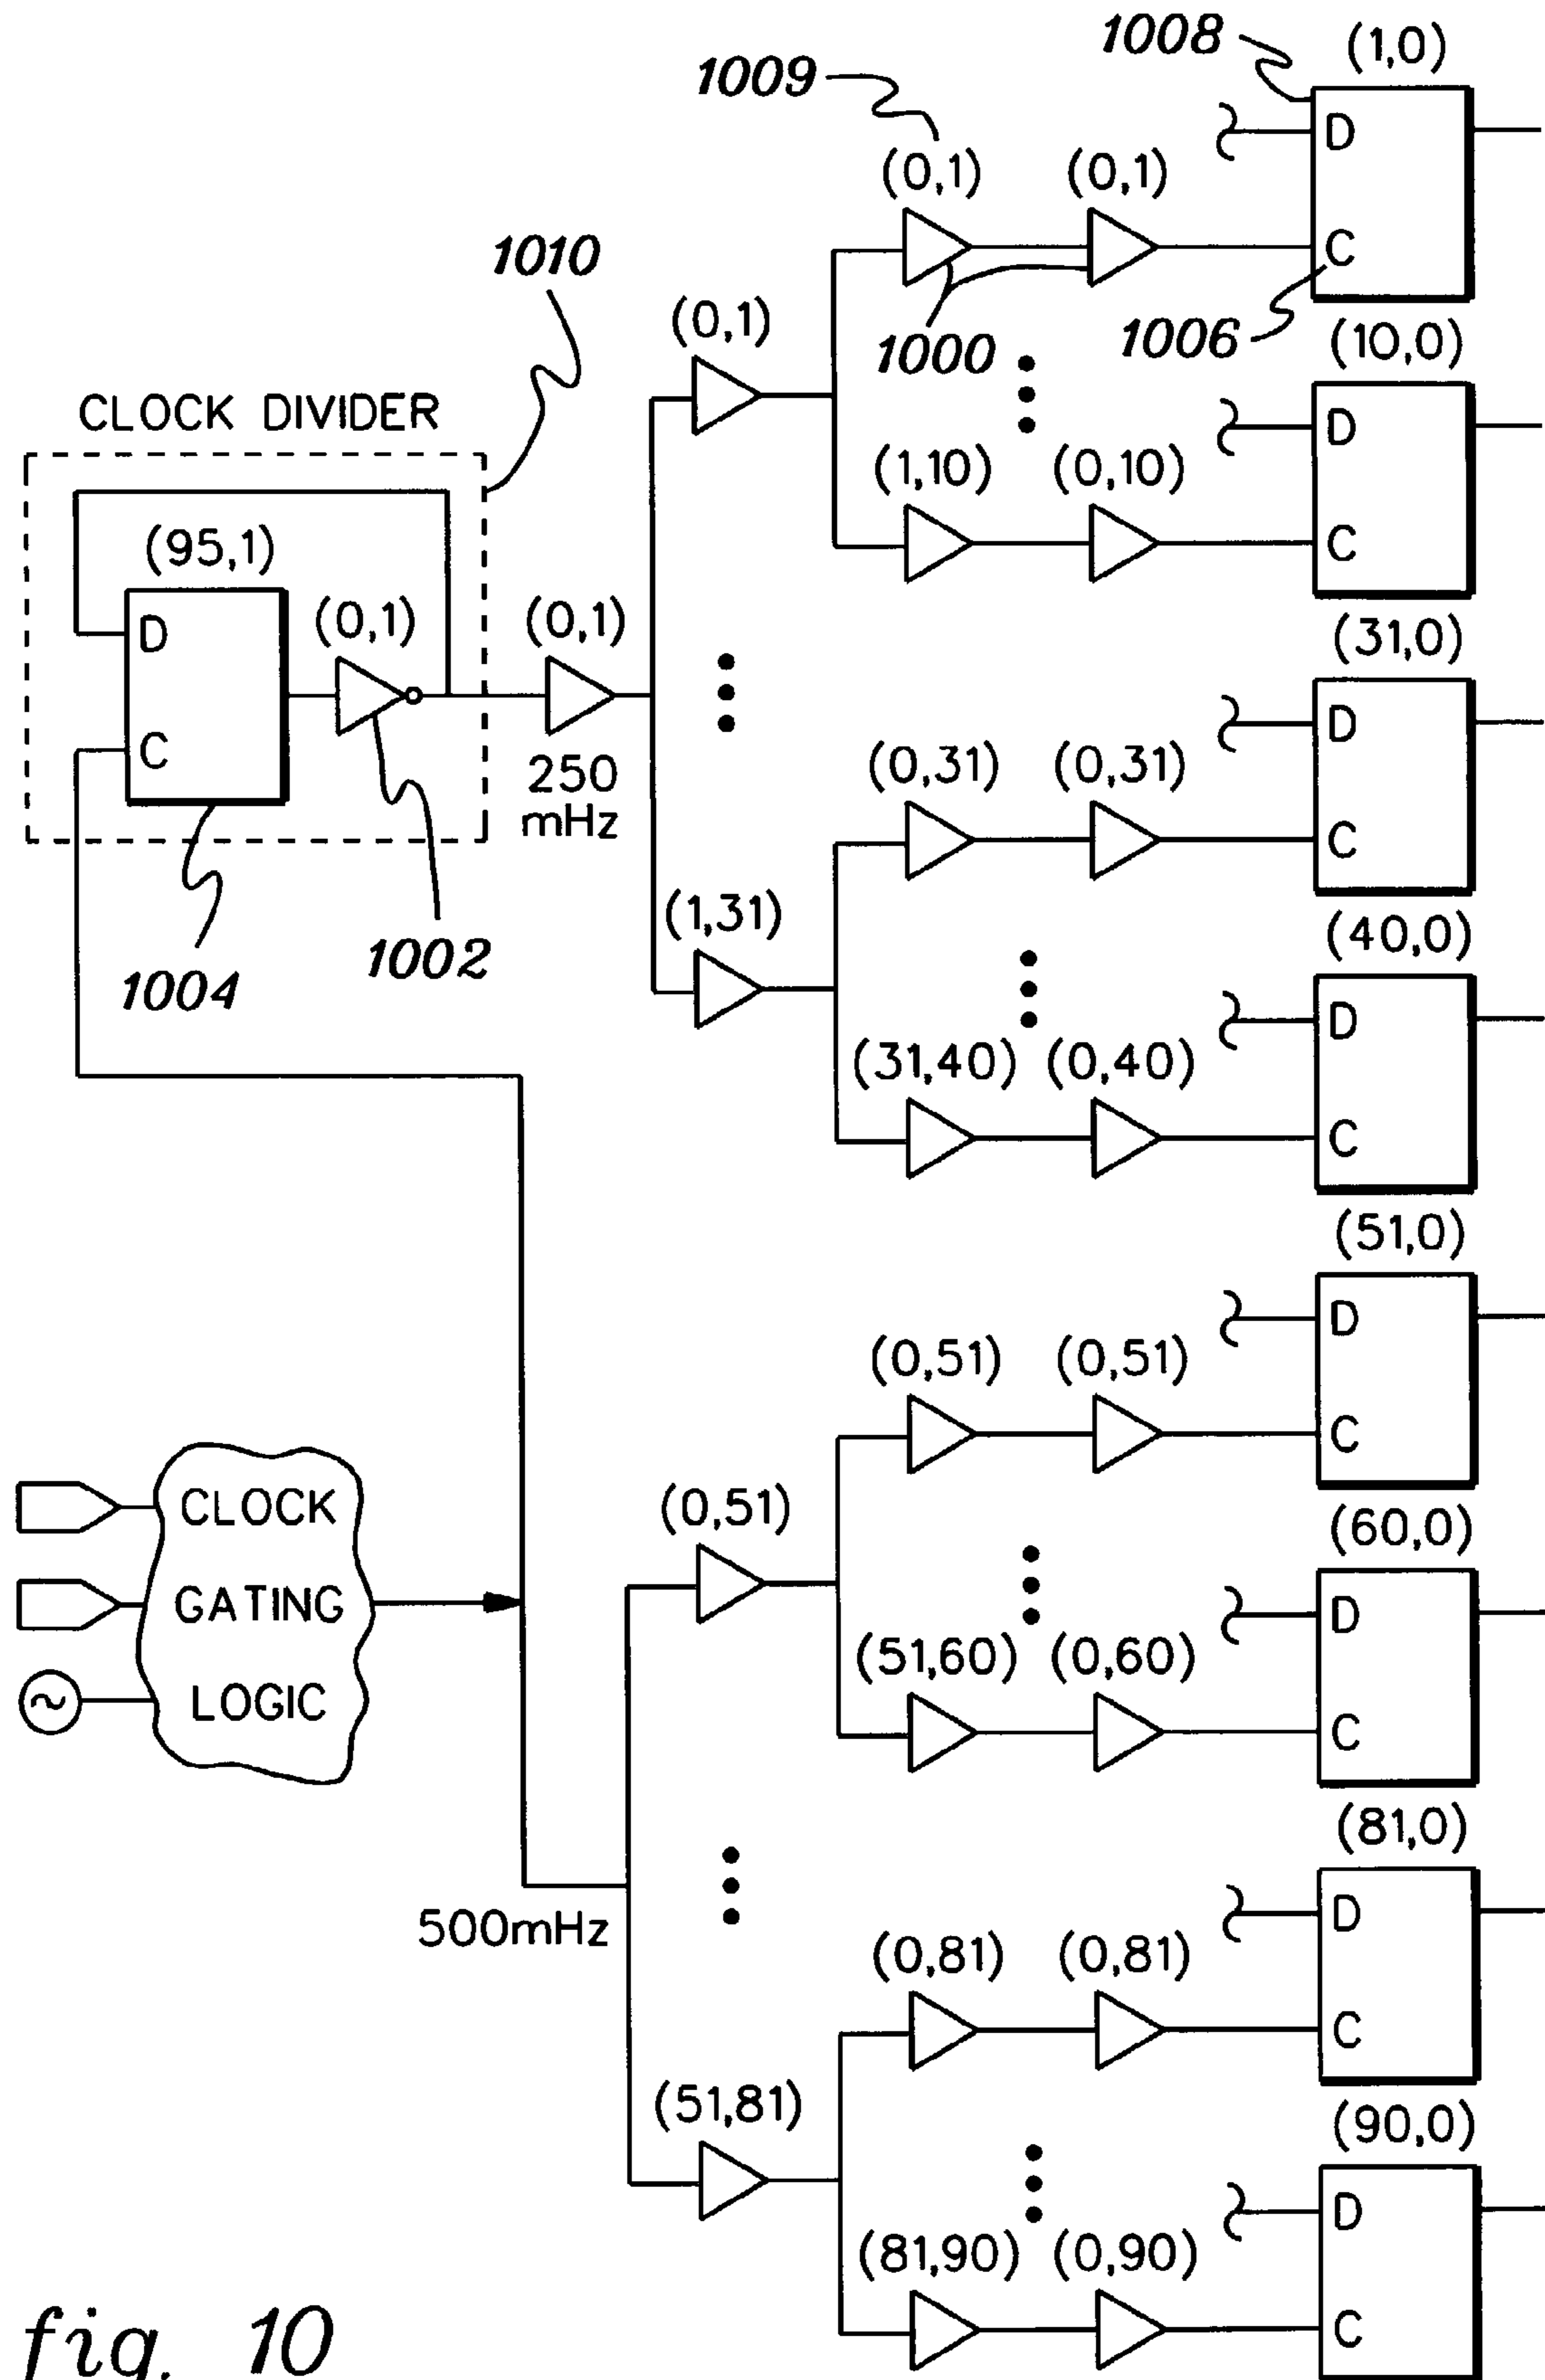 1008
(1,0)
1009
D
(0,1)
(0,1)
C
1010
1000
1006
(0,1)
(10,0)
CLOCK DIVIDER
D
(1,10)
(0,10)
C
(95,1)
D
(0,1)
(0,1)
(31,0)
D
C
250
mHz
(0,31)
(0,31)
C
(1,31)
1002
1004
(40,0)
D
(31,40)
(0,40)
C
(51,0)
D
(0,51)
(0,51)
C
CLOCK
GATING
LOGIC
(0,51)
(60,0)
D
(51,60)
(0,60)
C
(81,0)
500mHz
D
(0,81)
(0,81)
C
(51,81)
(90,0)
D
(81,90)
(0,90)
C
fig. 10